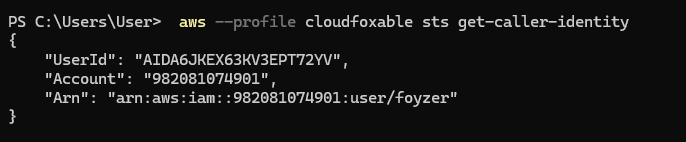 PS C:\Users\User>  aws --profile cloudfoxable sts get-caller-identity
{
    "UserId": "AIDA6JKEX63KV3EPT72YV",
    "Account": "982081074901",
    "Arn": "arn:aws:iam::982081074901:user/foyzer"
}